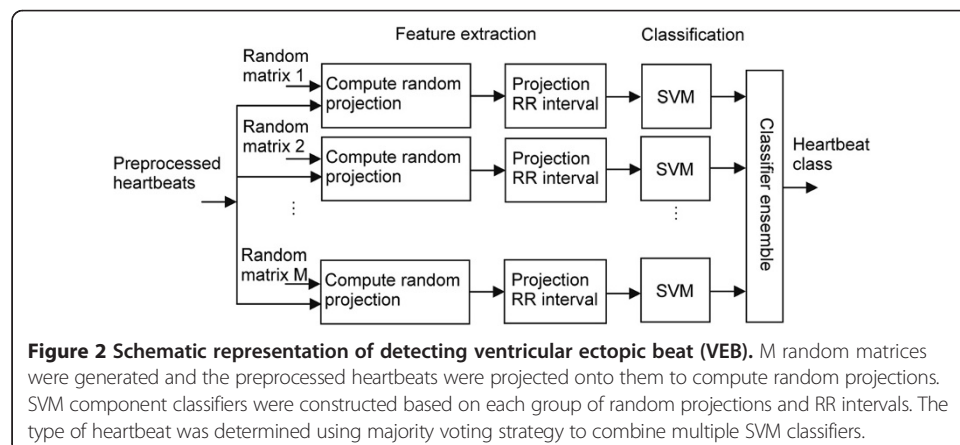 Feature extraction
Classification
Random
matrix 1
Compute random
projection
Projection
RR interval
SVM
Random
matrix 2
Compute random
projection
Projection
RR interval
SVM
Preprocessed
heartbeats
Classifier ensemble
Heartbeat
class
Random
matrix M
Compute random
projection
Projection
RR interval
SVM
Figure 2 Schematic representation of detecting ventricular ectopic beat (VEB). M random matrices
were generated and the preprocessed heartbeats were projected onto them to compute random projections.
SVM component classifiers were constructed based on each group of random projections and RR intervals. The
type of heartbeat was determined using majority voting strategy to combine multiple SVM classifiers.